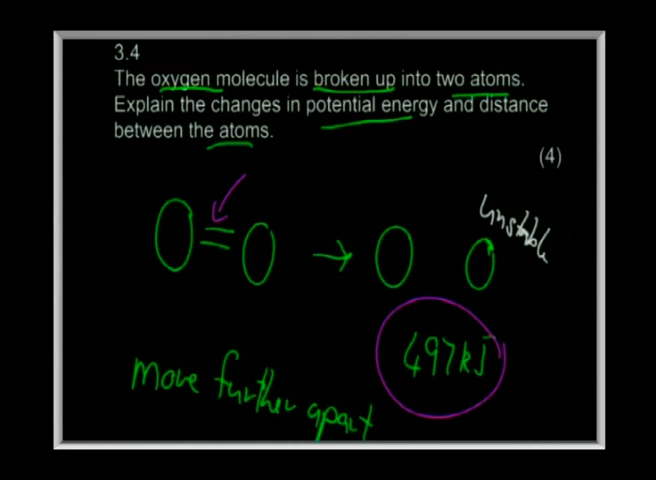 3.4
The oxygen molecule is broken up into two atoms.
Explain the changes in potential energy and distance
between the atoms.
(4)
unstable
O = O → O O
497kJ
Move further apart